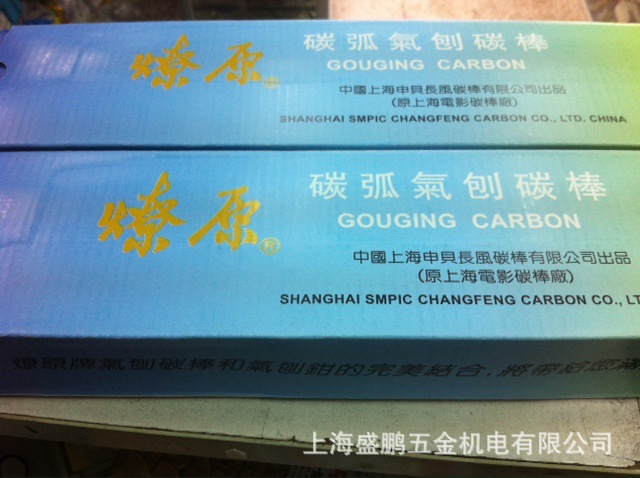 燎原®
碳弧氣刨碳棒
GOUGING CARBON
中國上海申貝長風碳棒有限公司出品
(原上海電影碳棒廠)
SHANGHAI SMPIC CHANGFENG CARBON CO., LTD. CHINA
燎原®
碳弧氣刨碳棒
GOUGING CARBON
中國上海申貝長風碳棒有限公司出品
(原上海電影碳棒廠)
SHANGHAI SMPIC CHANGFENG CARBON CO., LT
燎原牌氣刨碳棒和氣刨鉗的完美結合,將帶給您滿
上海盛鹏五金机电有限公司